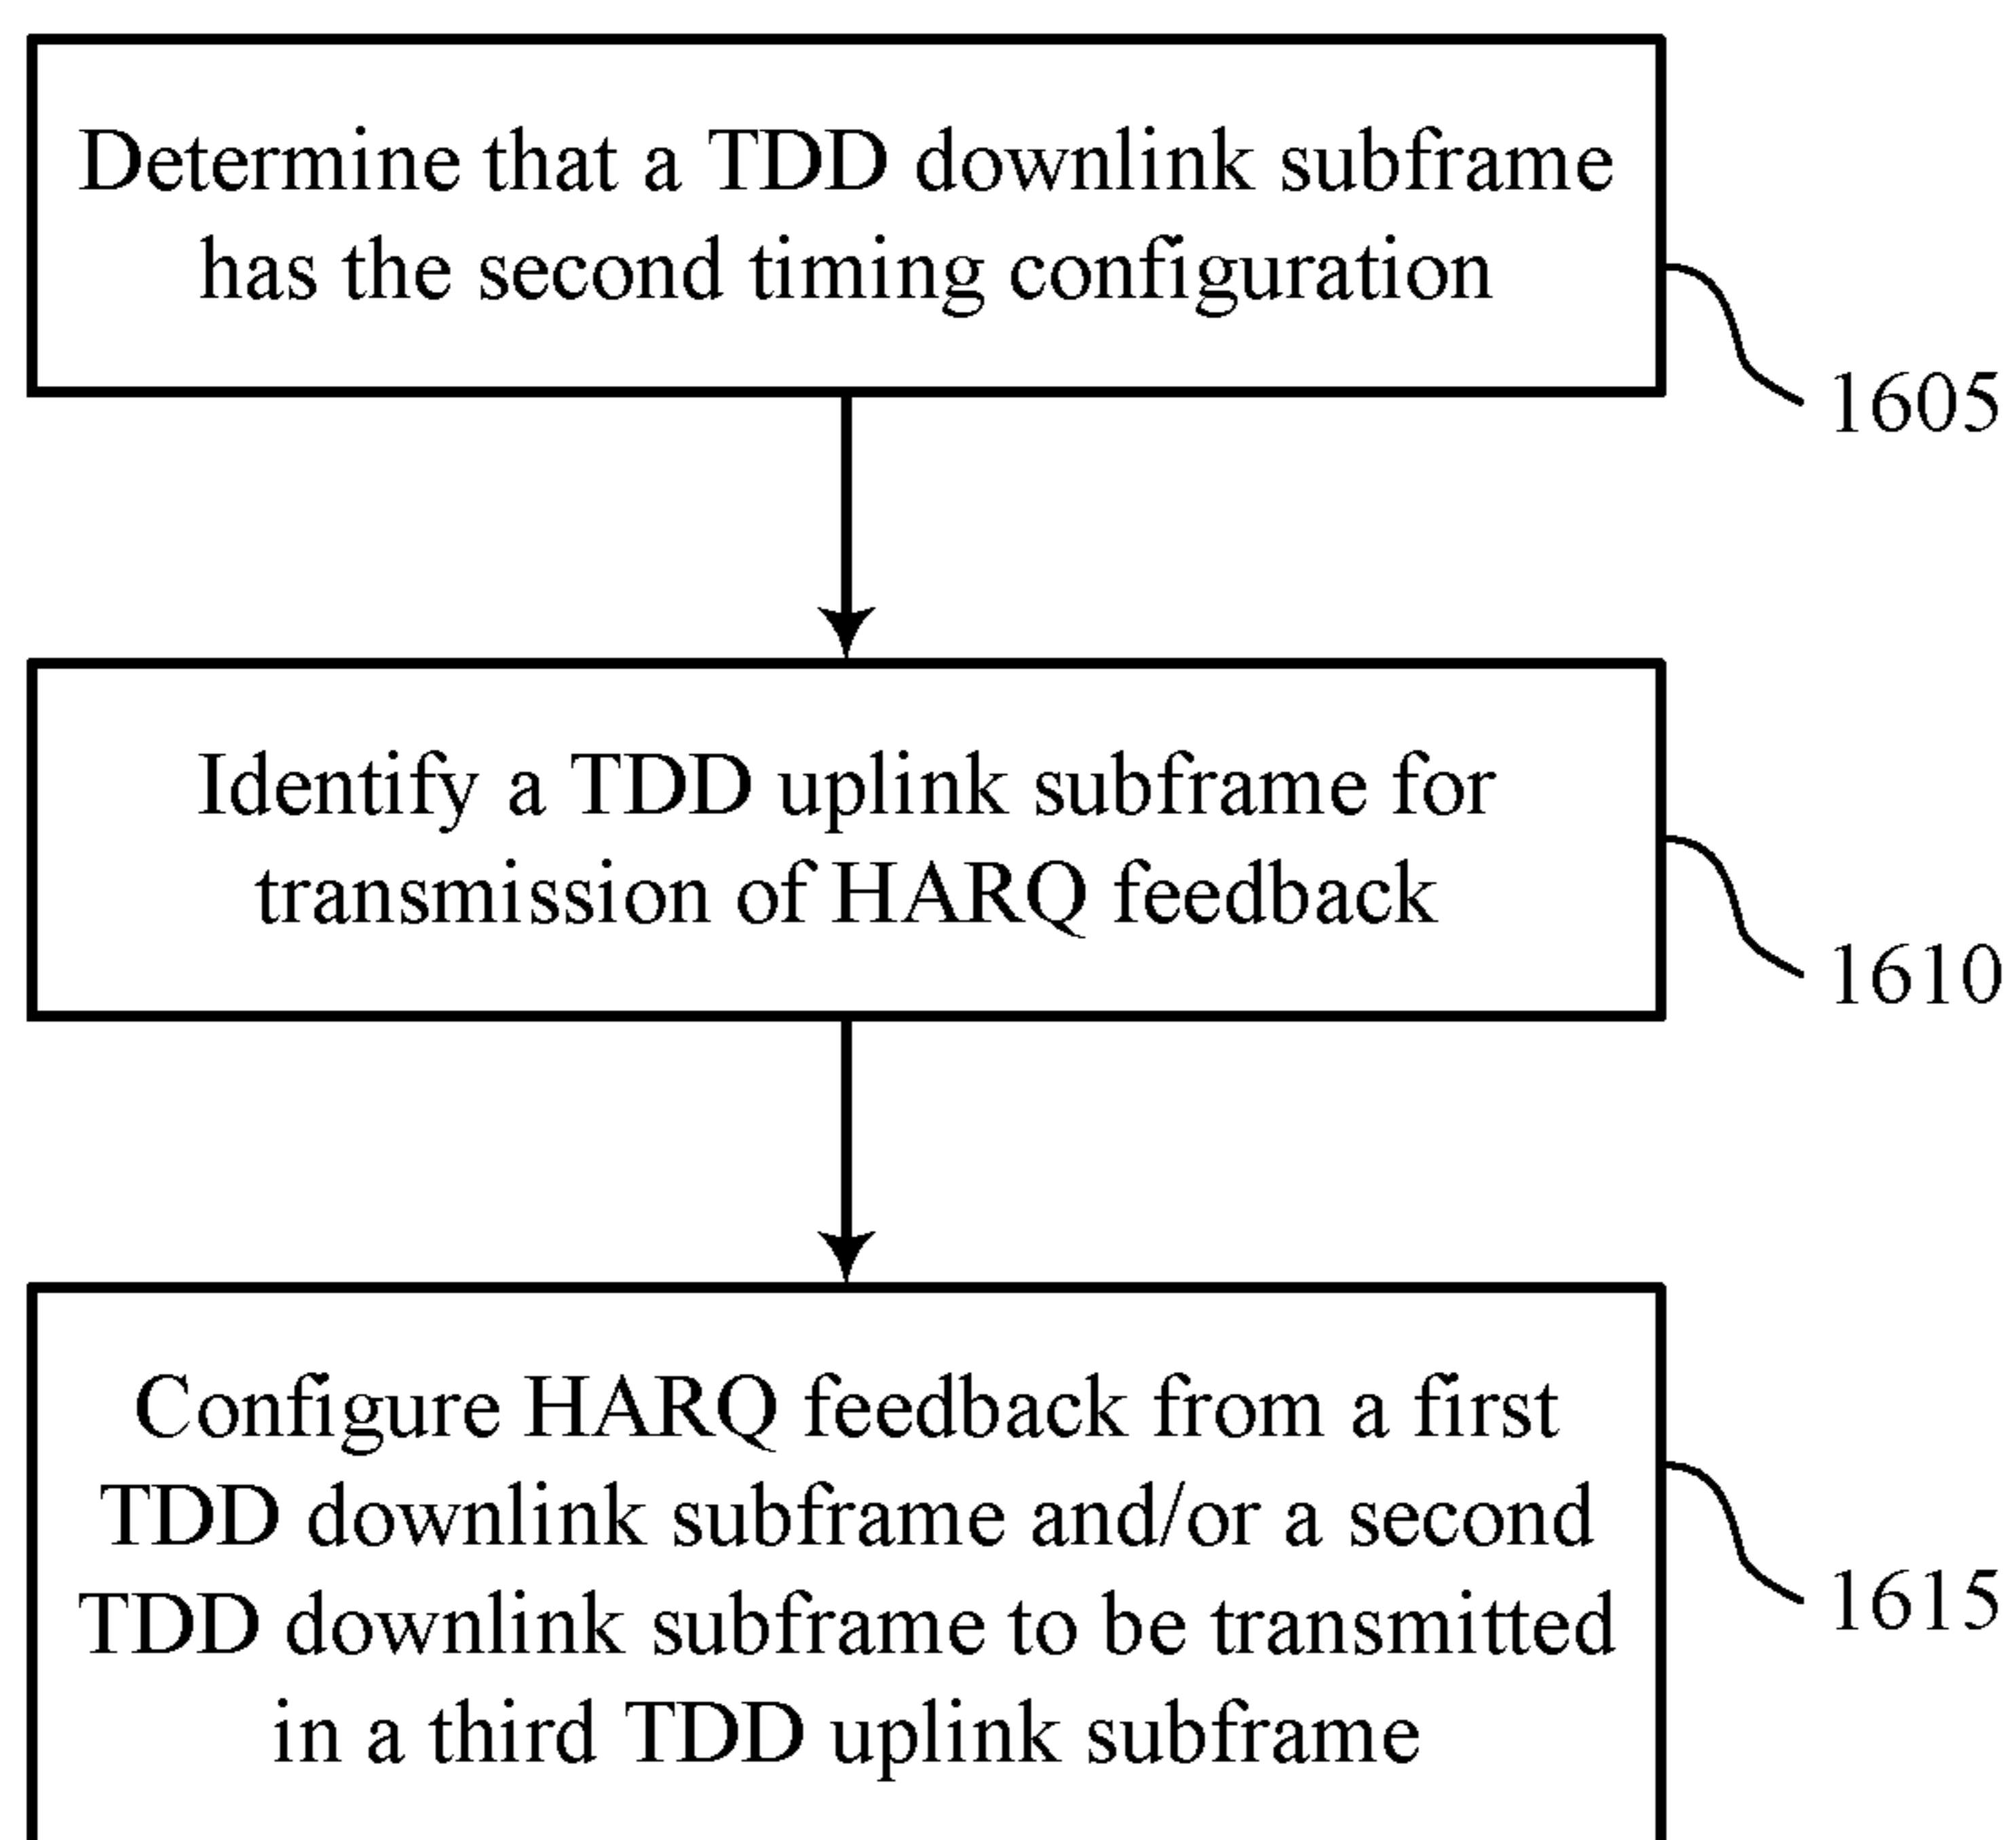 Determine that a TDD downlink subframe
has the second timing configuration
1605
Identify a TDD uplink subframe for
transmission of HARQ feedback
1610
Configure HARQ feedback from a first
TDD downlink subframe and/or a second
TDD downlink subframe to be transmitted
in a third TDD uplink subframe
1615